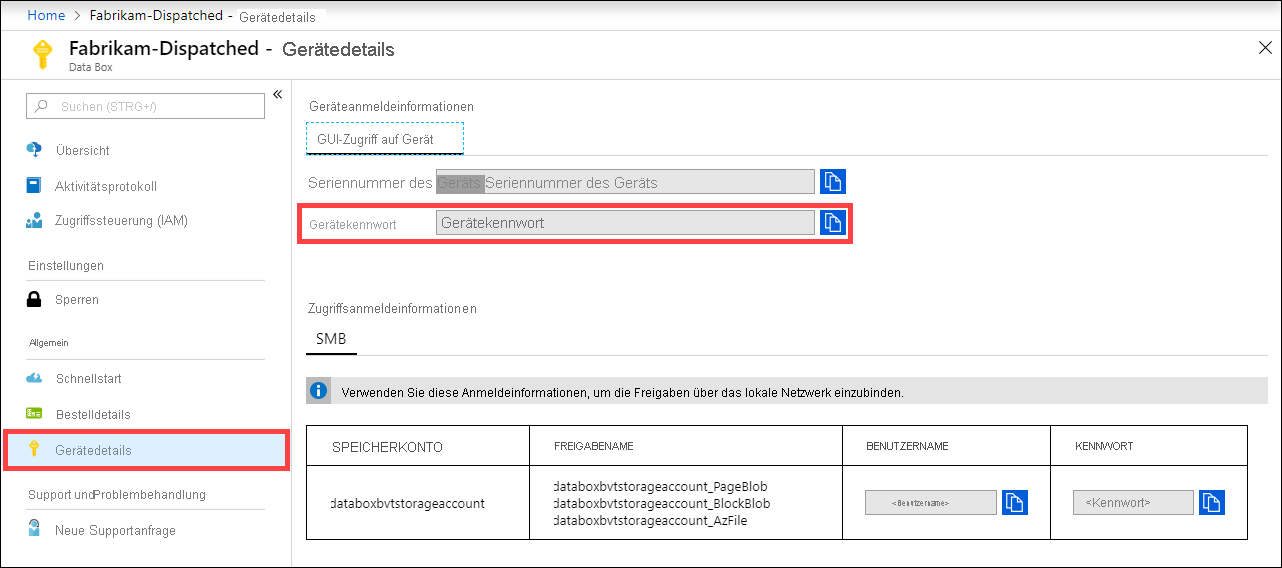 Home > Fabrikam-Dispatched - Gerätedetails
Fabrikam-Dispatched - Gerätedetails
Data Box
Suchen (STRG+/)
Übersicht
Aktivitätsprotokoll
Zugriffssteuerung (IAM)
Einstellungen
Sperren
Allgemein
Schnellstart
Bestelldetails
Gerätedetails
Support undProblembehandlung
Neue Supportanfrage
Geräteanmeldeinformationen
GUI-Zugriff auf Gerät
Seriennummer des Geräts Seriennummer des Geräts
Gerätekennwort Gerätekennwort
Zugriffsanmeldeinformationen
SMB
Verwenden Sie diese Anmeldeinformationen, um die Freigaben über das lokale Netzwerk einzubinden.
SPEICHERKONTO FREIGABENAME BENUTZERNAME KENNWORT
databoxbvtstorageaccount_PageBlob
databoxbvtstorageaccount databoxbvtstorageaccount_BlockBlob <Benutzername> <Kennwort>
databoxbvtstorageaccount_AzFile